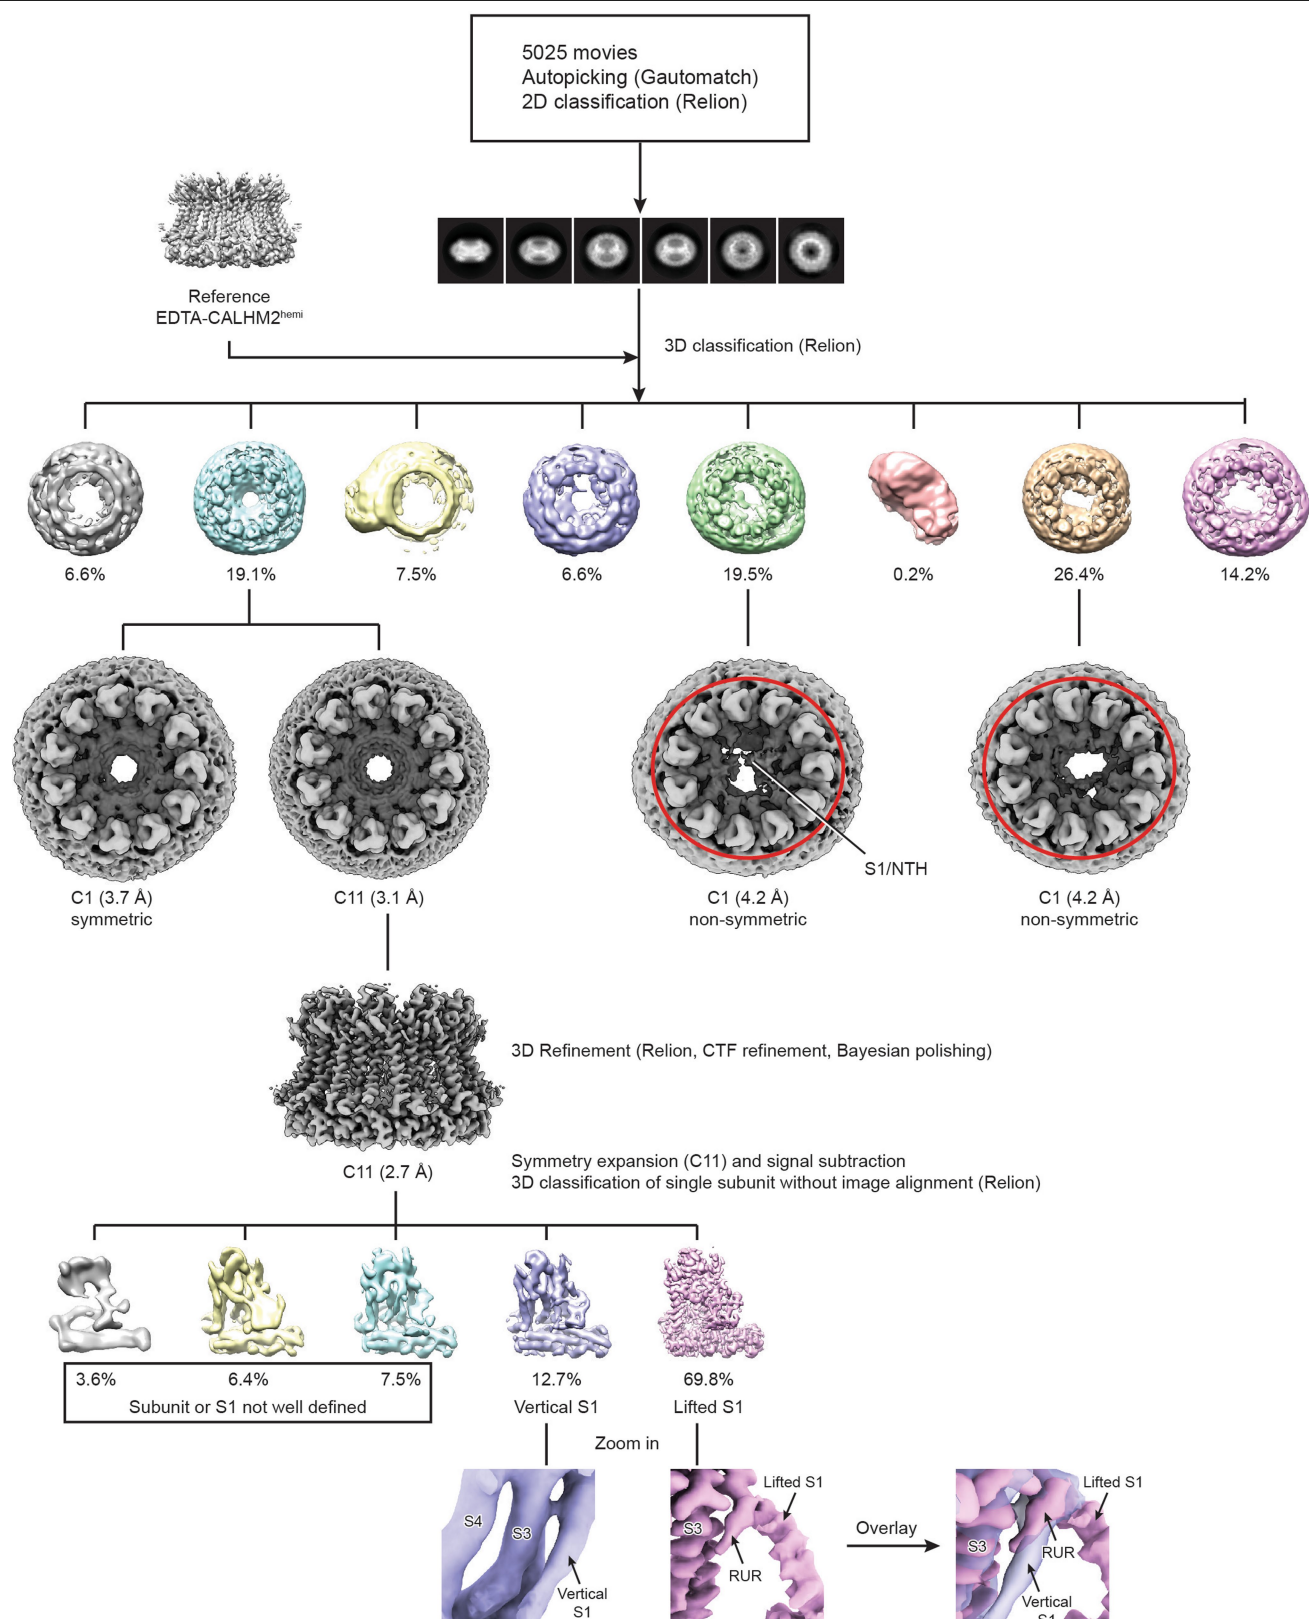 5025 movies
Autopicking (Gautomatch)
2D classification (Relion)
Reference
EDTA-CALHM2hemi
3D classification (Relion)
6.6%
19.1%
7.5%
6.6%
19.5%
0.2%
26.4%
14.2%
S1/NTH
C1 (3.7 Å)
symmetric
C11 (3.1 Å)
C1 (4.2 Å)
non-symmetric
C1 (4.2 Å)
non-symmetric
3D Refinement (Relion, CTF refinement, Bayesian polishing)
C11 (2.7 Å)
Symmetry expansion (C11) and signal subtraction
3D classification of single subunit without image alignment (Relion)
3.6%
6.4%
7.5%
Subunit or S1 not well defined
12.7%
Vertical S1
69.8%
Lifted S1
Zoom in
S4
S3
Vertical
S1
Lifted S1
S3
RUR
Overlay
Lifted S1
S3
RUR
Vertical
S1